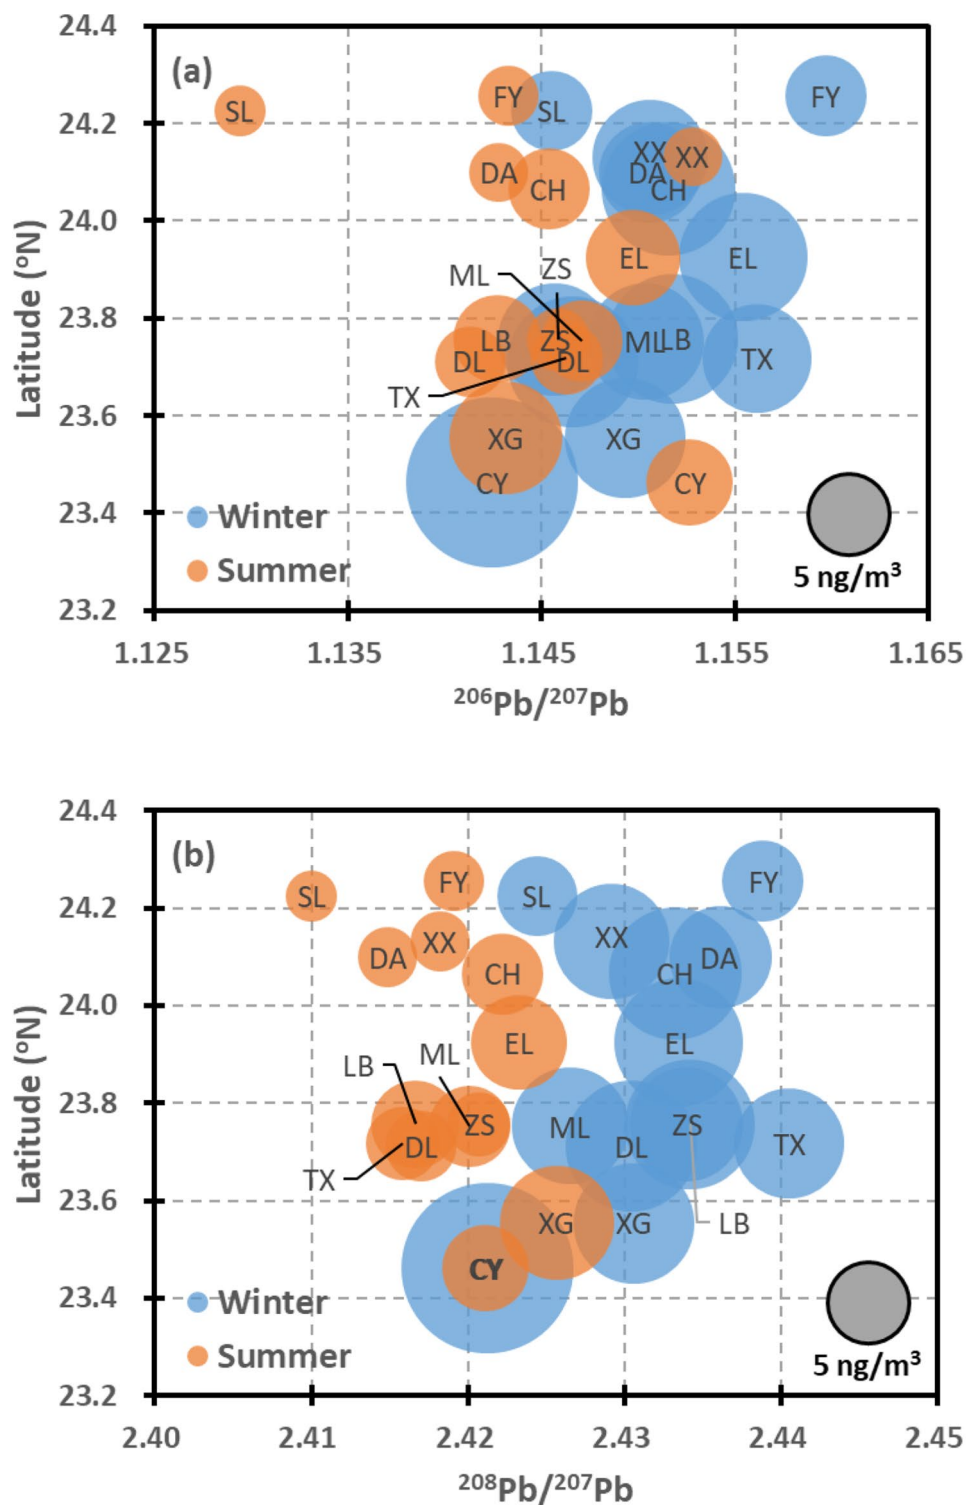 (a)
24.4
24.2
24.0
23.8
23.6
23.4
23.2
Latitude (ºN)
SL
FY
SL
FY
XX
XX
DA
DA
CH
CH
EL
EL
ZS
ML
LB
ZS
ML
LB
DL
DL
TX
TX
XG
XG
CY
CY
Winter
Summer
5 ng/m³
1.125
1.135
1.145
1.155
1.165
²⁰⁶Pb/²⁰⁷Pb
(b)
24.4
24.2
24.0
23.8
23.6
23.4
23.2
Latitude (ºN)
SL
FY
SL
FY
XX
XX
DA
DA
CH
CH
EL
EL
ML
LB
ZS
ML
ZS
DL
DL
TX
TX
XG
XG
LB
CY
Winter
Summer
5 ng/m³
2.40
2.41
2.42
2.43
2.44
2.45
²⁰⁸Pb/²⁰⁷Pb